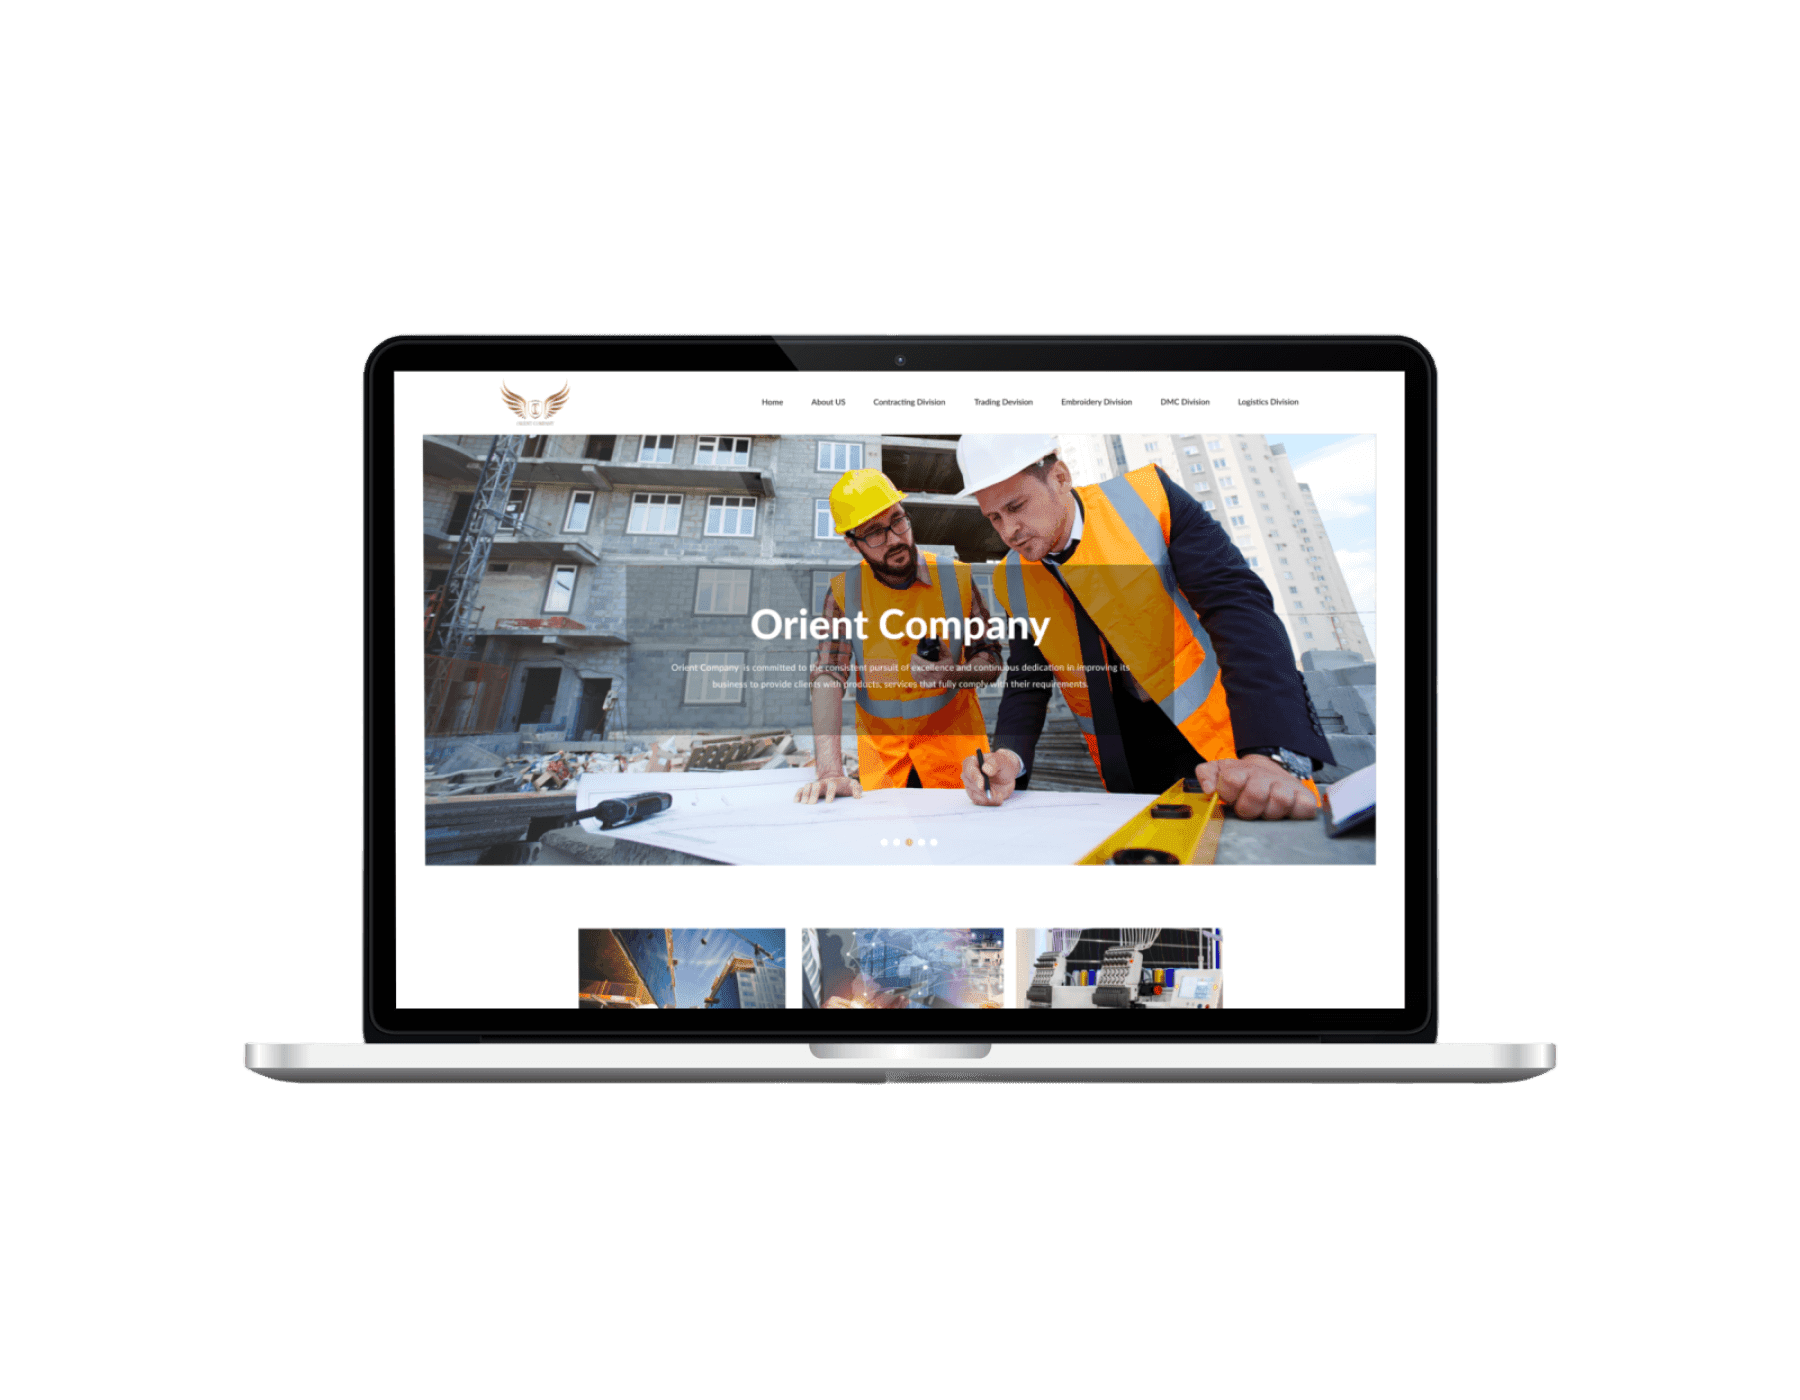 Home About US Contracting Division Trading Devision Embroidery Division DMC Division Logistics Division
Orient Company
Orient Company is committed to the consistent pursuit of excellence and continuous dedication in improving its
business to provide clients with products, services that fully comply with their requirements.